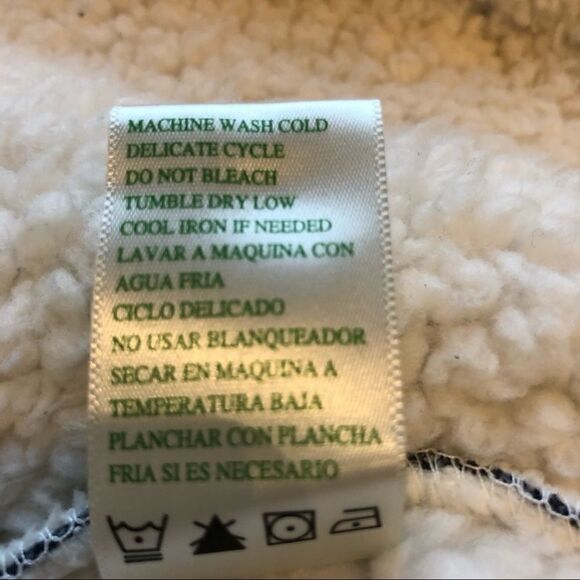 MACHINE WASH COLD
DELICATE CYCLE
DO NOT BLEACH
TUMBLE DRY LOW
COOL IRON IF NEEDED
LAVAR A MAQUINA CON
AGUA FRIA
CICLO DELICADO
NO USAR BLANQUEADOR
SECAR EN MAQUINA A
TEMPERATURA BAJA
PLANCHAR CON PLANCHA
FRIA SI ES NECESARIO